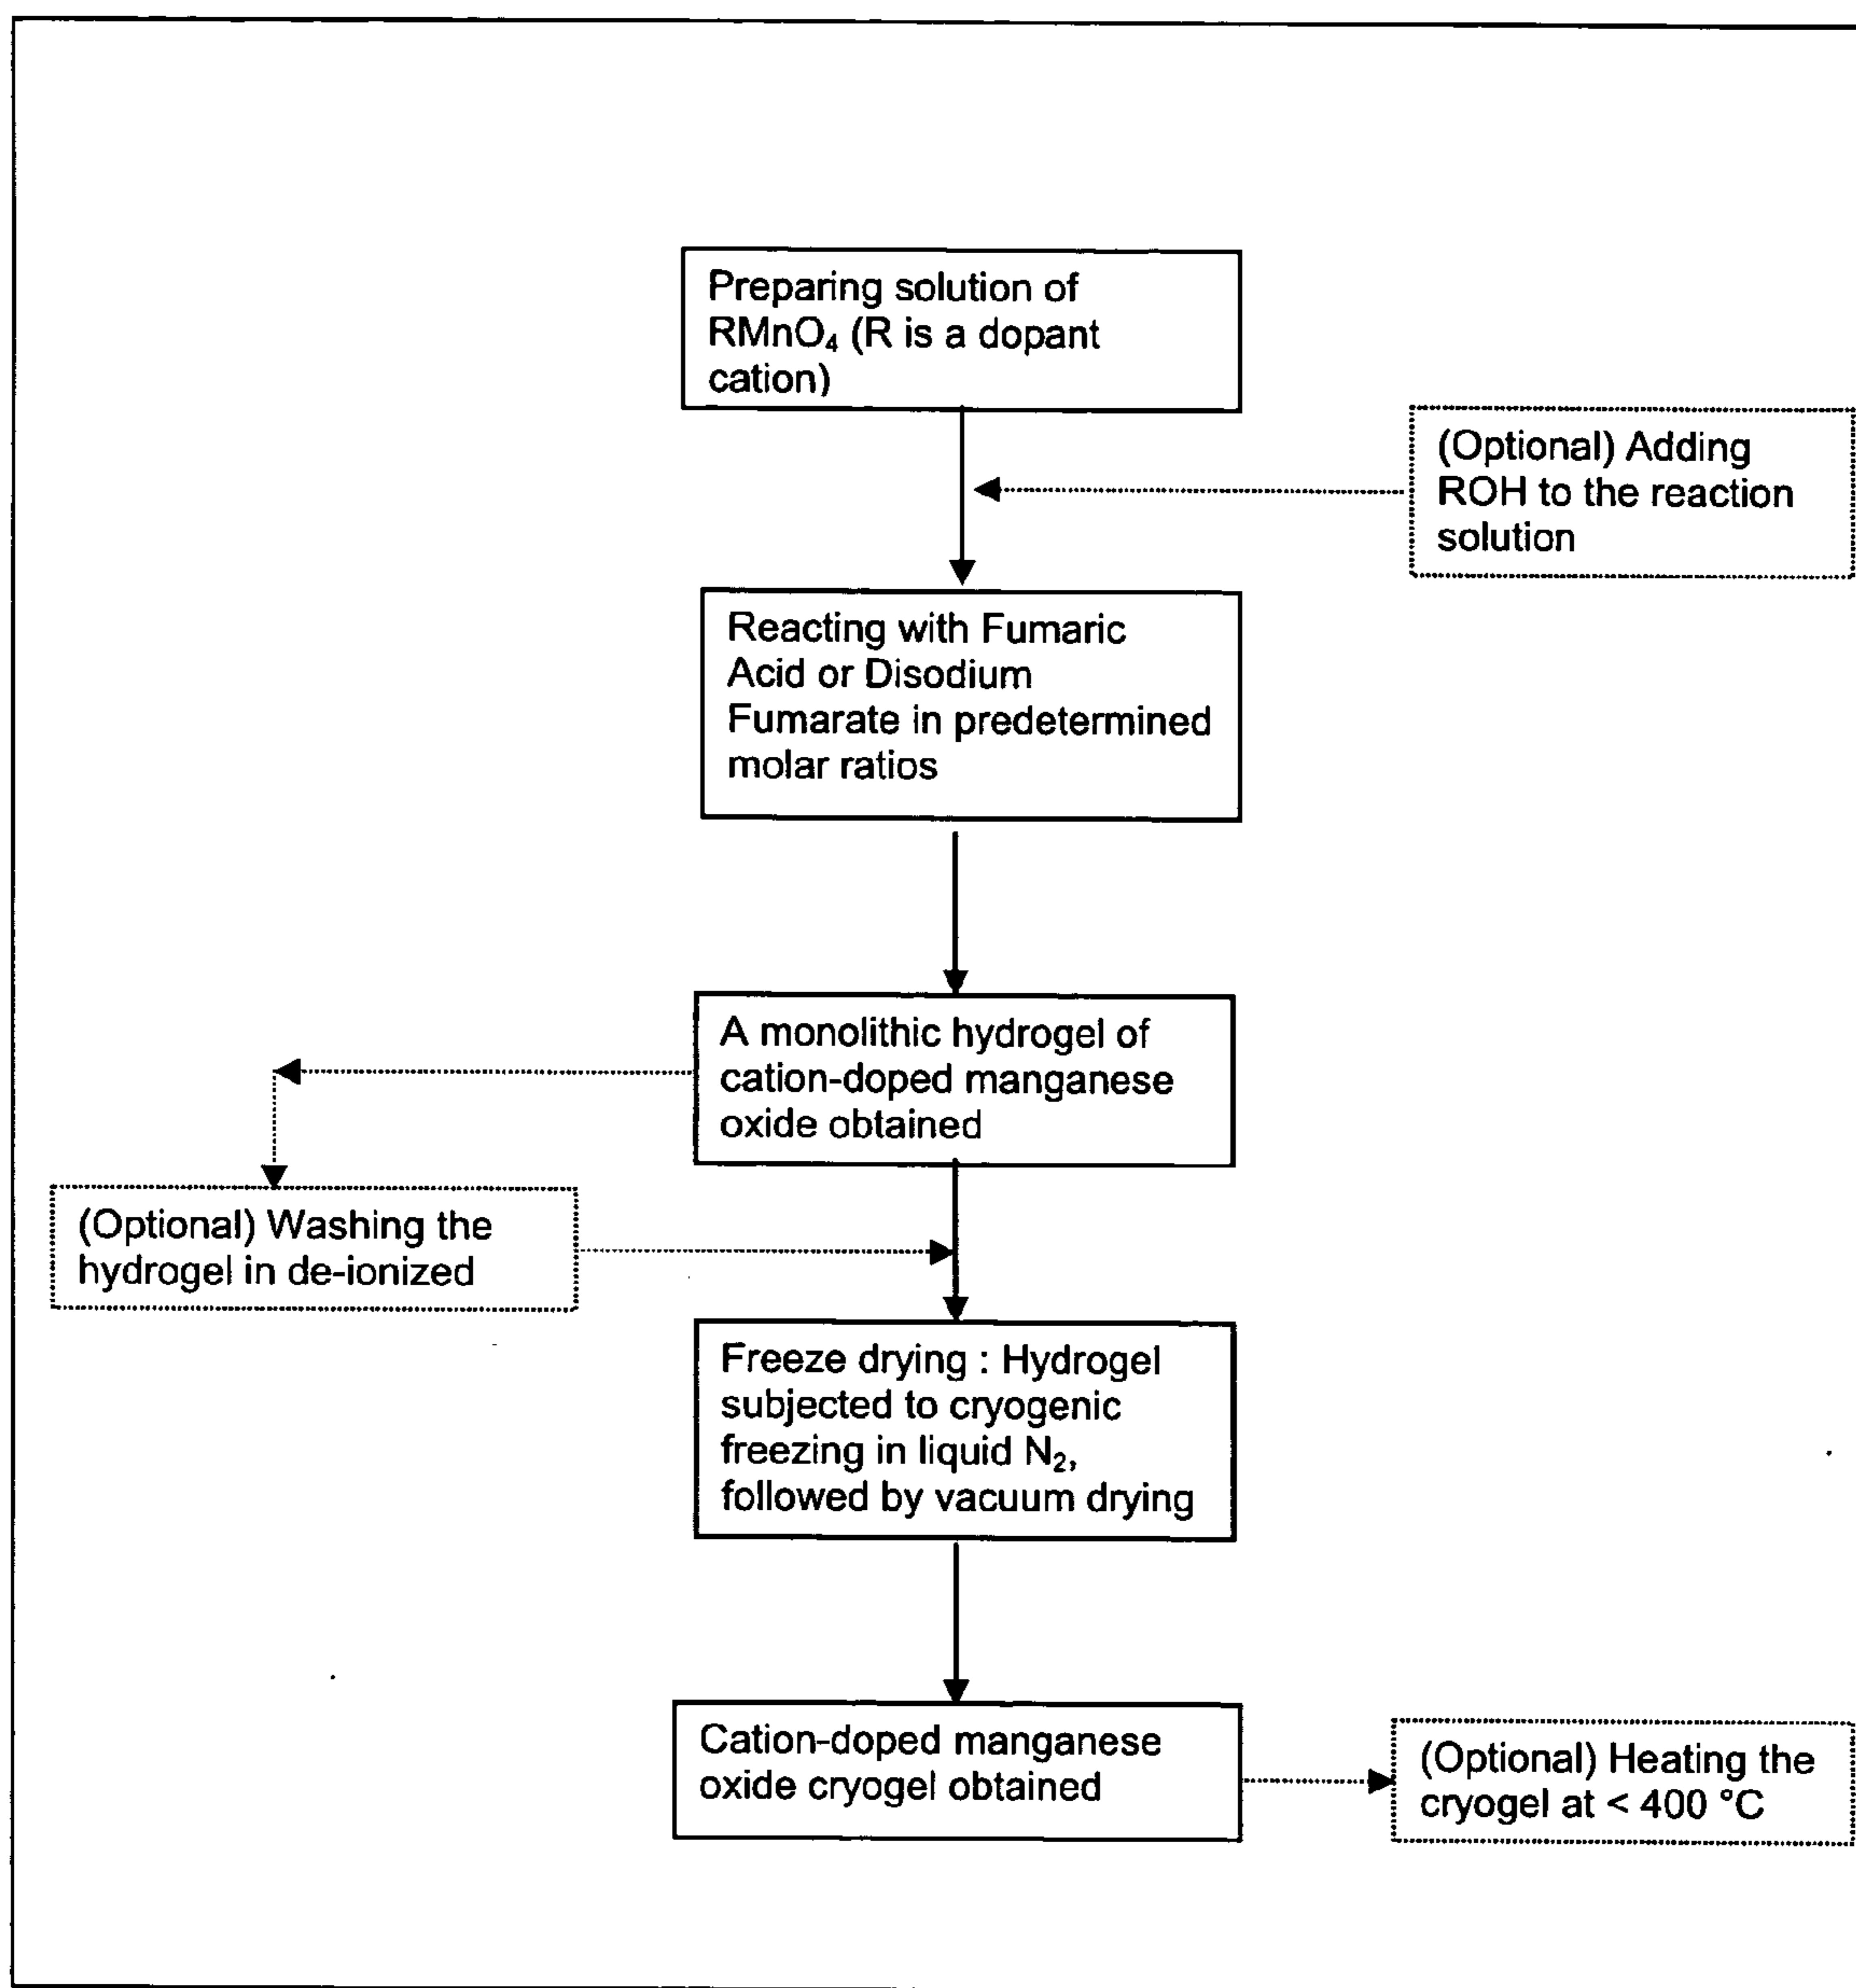 Preparing solution of
RMnO₄ (R is a dopant
cation)
(Optional) Adding
ROH to the reaction
solution
Reacting with Fumaric
Acid or Disodium
Fumarate in predetermined
molar ratios
A monolithic hydrogel of
cation-doped manganese
oxide obtained
(Optional) Washing the
hydrogel in de-ionized
Freeze drying : Hydrogel
subjected to cryogenic
freezing in liquid N₂,
followed by vacuum drying
Cation-doped manganese
oxide cryogel obtained
(Optional) Heating the
cryogel at < 400 °C